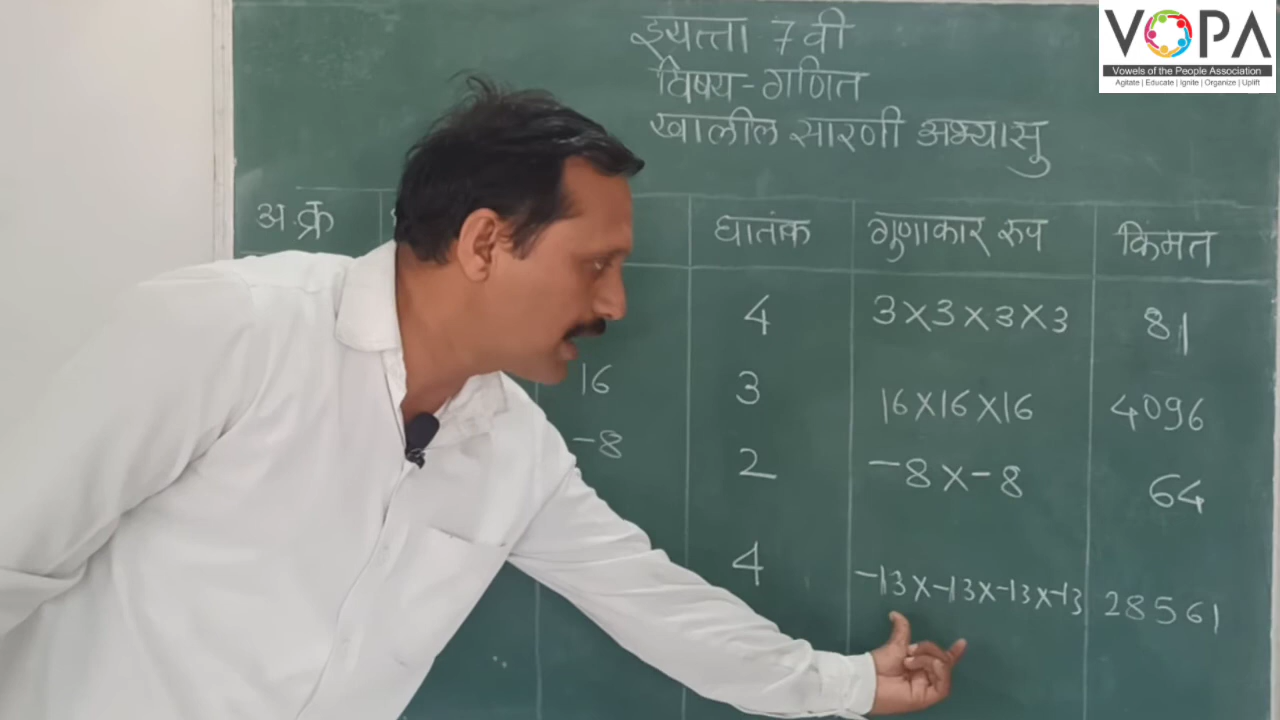 VOPA
Vowels of the People Association
Agitate | Educate | Ignite | Organize | Uplift
इयत्ता 7 वी
विषय-गणित
खालील सारणी अभ्यासु
अ.क्र घातांक गुणाकार रुप किंमत
4 3×3×3×3 81
16 3 16×16×16 4096
-8 2 -8×-8 64
4 -13×-13×-13×-13 28561